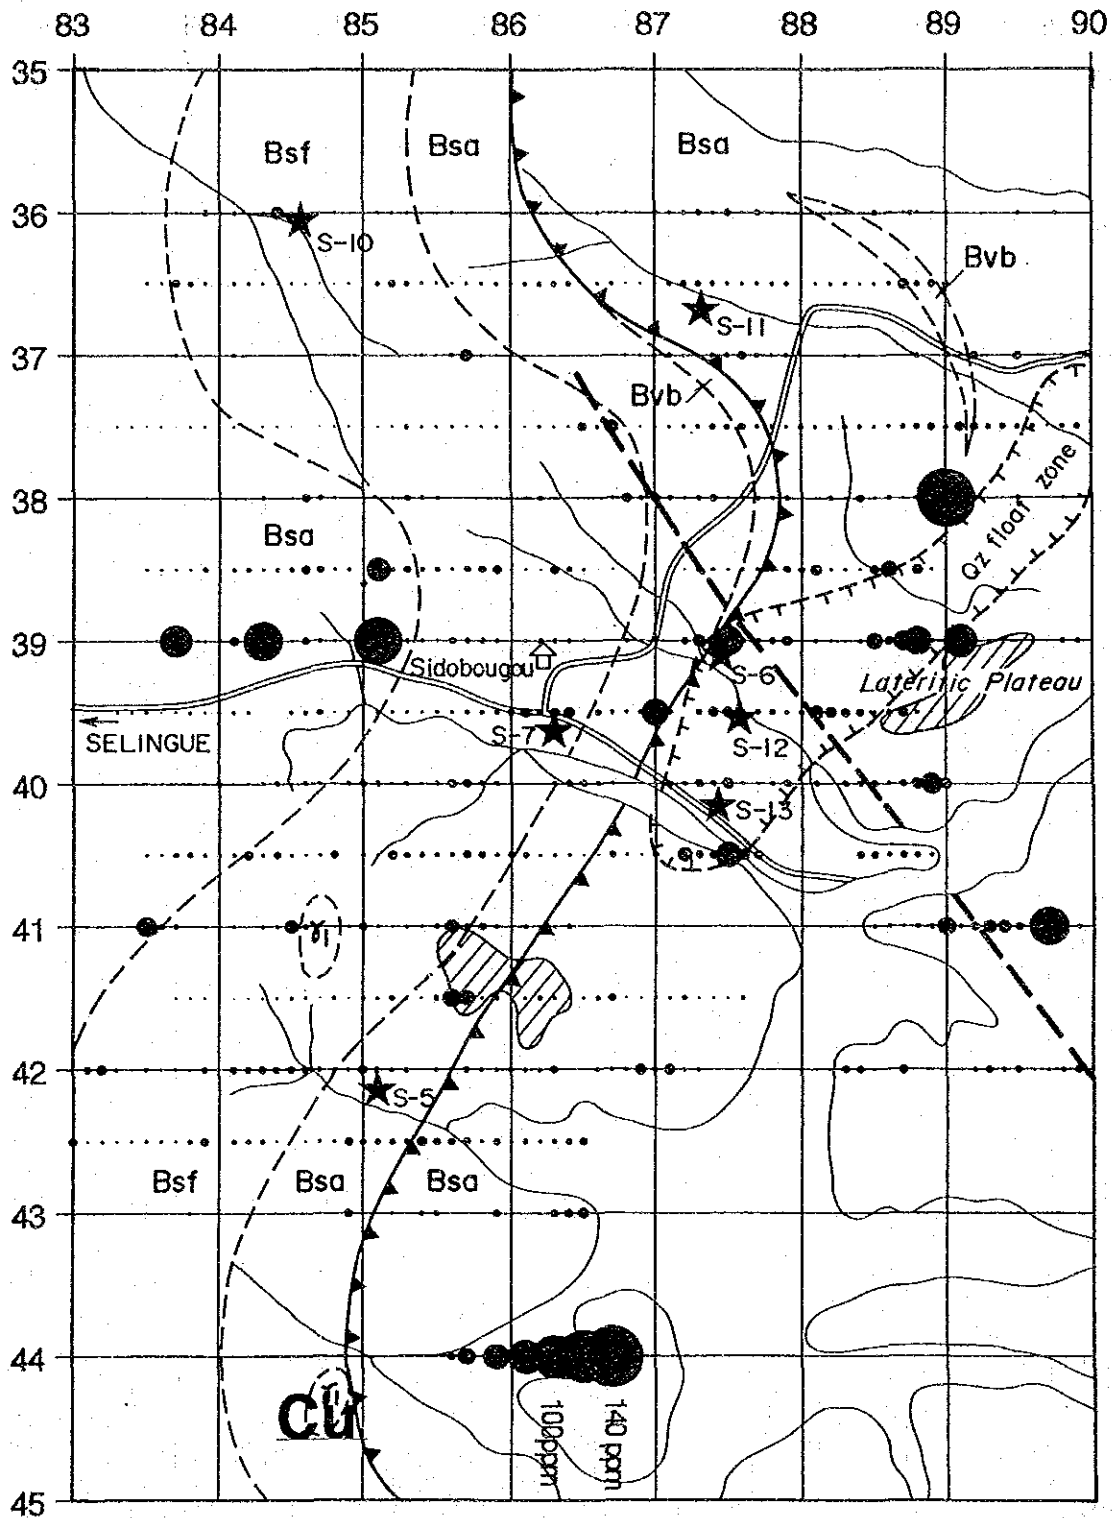 83 84 85 86 87 88 89 90
35
Bsf Bsa Bsa
36
S-10
Bvb
S-11
37
Bvb
38
Qz float zone
Bsa
39
Sidobougou
S-6
Lateritic Plateau
S-7
SELINGUE
S-12
40
S-13
41
γ1
42
S-5
Bsf Bsa Bsa
43
44
Cu
100ppm
140ppm
45